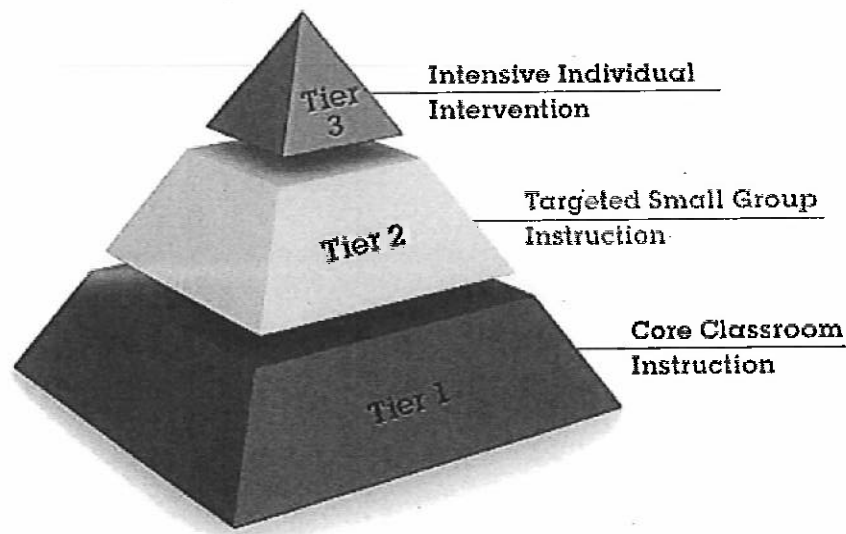 Tier
3
Intensive Individual
Intervention
Tier 2
Targeted Small Group
Instruction
Tier 1
Core Classroom
Instruction